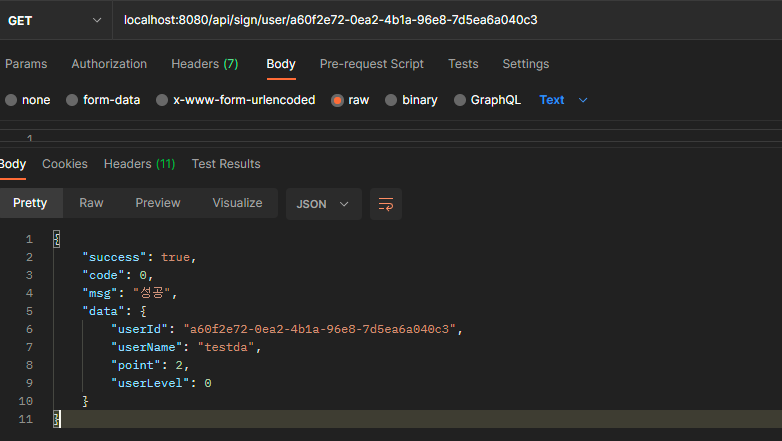 GET localhost:8080/api/sign/user/a60f2e72-0ea2-4b1a-96e8-7d5ea6a040c3
Params Authorization Headers (7) Body Pre-request Script Tests Settings
none form-data x-www-form-urlencoded raw binary GraphQL Text
1
Body Cookies Headers (11) Test Results
Pretty Raw Preview Visualize JSON
1 {
2 "success": true,
3 "code": 0,
4 "msg": "성공",
5 "data": {
6 "userId": "a60f2e72-0ea2-4b1a-96e8-7d5ea6a040c3",
7 "userName": "testda",
8 "point": 2,
9 "userLevel": 0
10 }
11 }